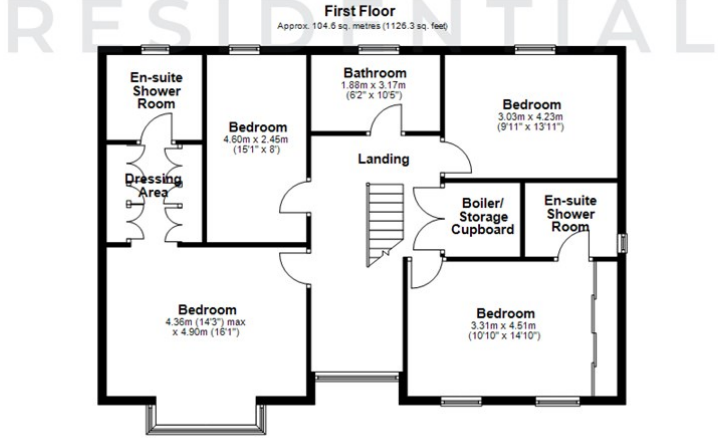 RESIDENTIAL
First Floor
Approx. 104.6 sq. metres (1126.3 sq. feet)
En-suite
Shower
Room
Bedroom
4.60m x 2.45m
(15'1" x 8')
Bathroom
1.88m x 3.17m
(6'2" x 10'5")
Bedroom
3.03m x 4.23m
(9'11" x 13'11")
Landing
Dressing
Area
Boiler/
Storage
Cupboard
En-suite
Shower
Room
Bedroom
4.36m (14'3") max
x 4.90m (16'1")
Bedroom
3.31m x 4.51m
(10'10" x 14'10")